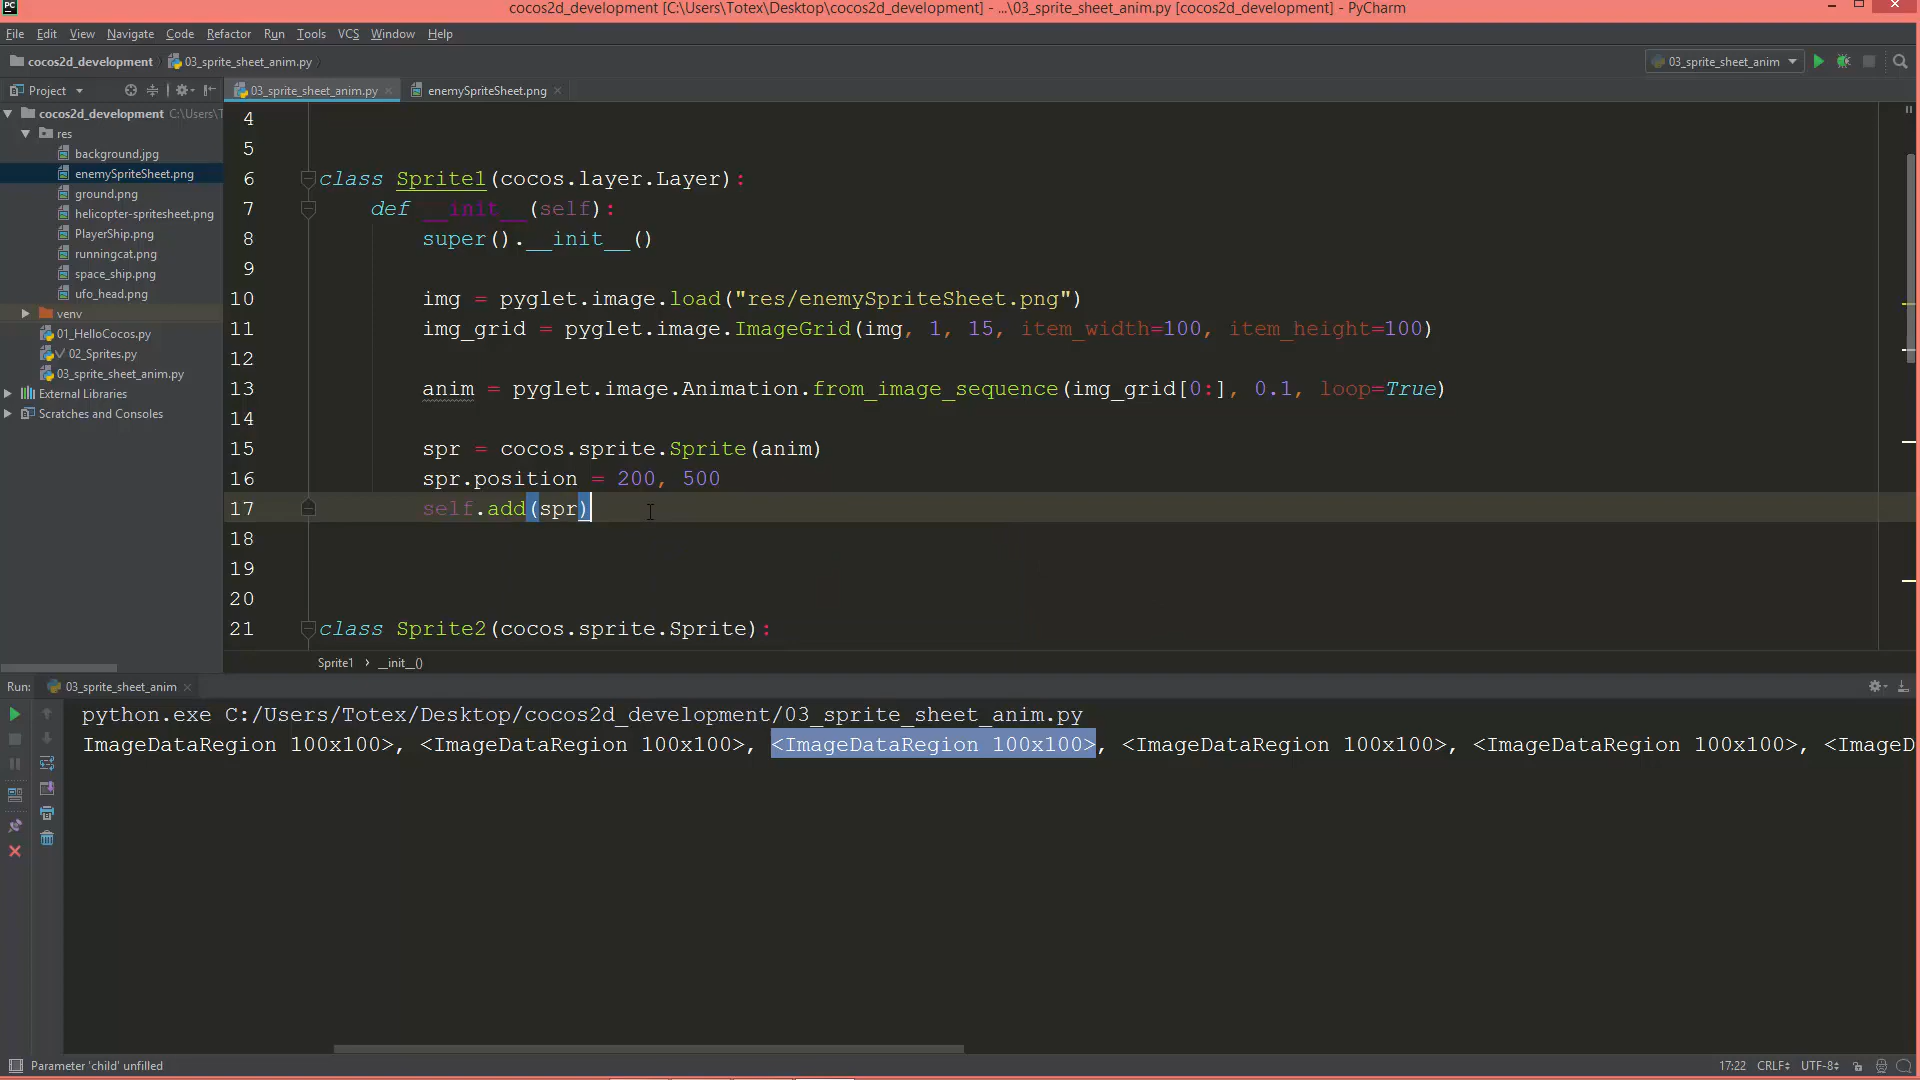 PC
cocos2d_development [C:\Users\Totex\Desktop\cocos2d_development] - ...\03_sprite_sheet_anim.py [cocos2d_development] - PyCharm
File Edit View Navigate Code Refactor Run Tools VCS Window Help
cocos2d_development 03_sprite_sheet_anim.py
03_sprite_sheet_anim
Project
03_sprite_sheet_anim.py
enemySpriteSheet.png
cocos2d_development C:\Users\T
res
background.jpg
enemySpriteSheet.png
ground.png
helicopter-spritesheet.png
PlayerShip.png
runningcat.png
space_ship.png
ufo_head.png
venv
01_HelloCocos.py
02_Sprites.py
03_sprite_sheet_anim.py
External Libraries
Scratches and Consoles
4
5
6 class Sprite1(cocos.layer.Layer):
7 def __init__(self):
8 super().__init__()
9
10 img = pyglet.image.load("res/enemySpriteSheet.png")
11 img_grid = pyglet.image.ImageGrid(img, 1, 15, item_width=100, item_height=100)
12
13 anim = pyglet.image.Animation.from_image_sequence(img_grid[0:], 0.1, loop=True)
14
15 spr = cocos.sprite.Sprite(anim)
16 spr.position = 200, 500
17 self.add(spr)
18
19
20
21 class Sprite2(cocos.sprite.Sprite):
Sprite1 › __init__()
Run: 03_sprite_sheet_anim
python.exe C:/Users/Totex/Desktop/cocos2d_development/03_sprite_sheet_anim.py
ImageDataRegion 100x100>, <ImageDataRegion 100x100>, <ImageDataRegion 100x100>, <ImageDataRegion 100x100>, <ImageDataRegion 100x100>, <ImageD
Parameter 'child' unfilled
17:22 CRLF UTF-8